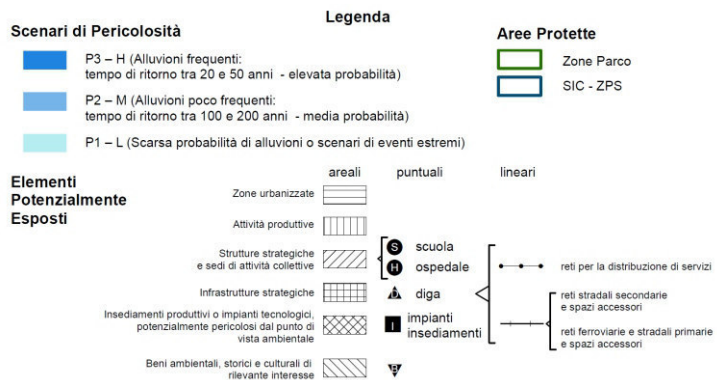 Legenda
Scenari di Pericolosità
P3 – H (Alluvioni frequenti:
tempo di ritorno tra 20 e 50 anni - elevata probabilità)
P2 – M (Alluvioni poco frequenti:
tempo di ritorno tra 100 e 200 anni - media probabilità)
P1 – L (Scarsa probabilità di alluvioni o scenari di eventi estremi)
Aree Protette
Zone Parco
SIC - ZPS
Elementi
Potenzialmente
Esposti
areali
puntuali
lineari
Zone urbanizzate
Attività produttive
Strutture strategiche
e sedi di attività collettive
S scuola
H ospedale
reti per la distribuzione di servizi
Infrastrutture strategiche
D diga
reti stradali secondarie
e spazi accessori
Insediamenti produttivi o impianti tecnologici,
potenzialmente pericolosi dal punto di
vista ambientale
I impianti
insediamenti
reti ferroviarie e stradali primarie
e spazi accessori
Beni ambientali, storici e culturali di
rilevante interesse
B